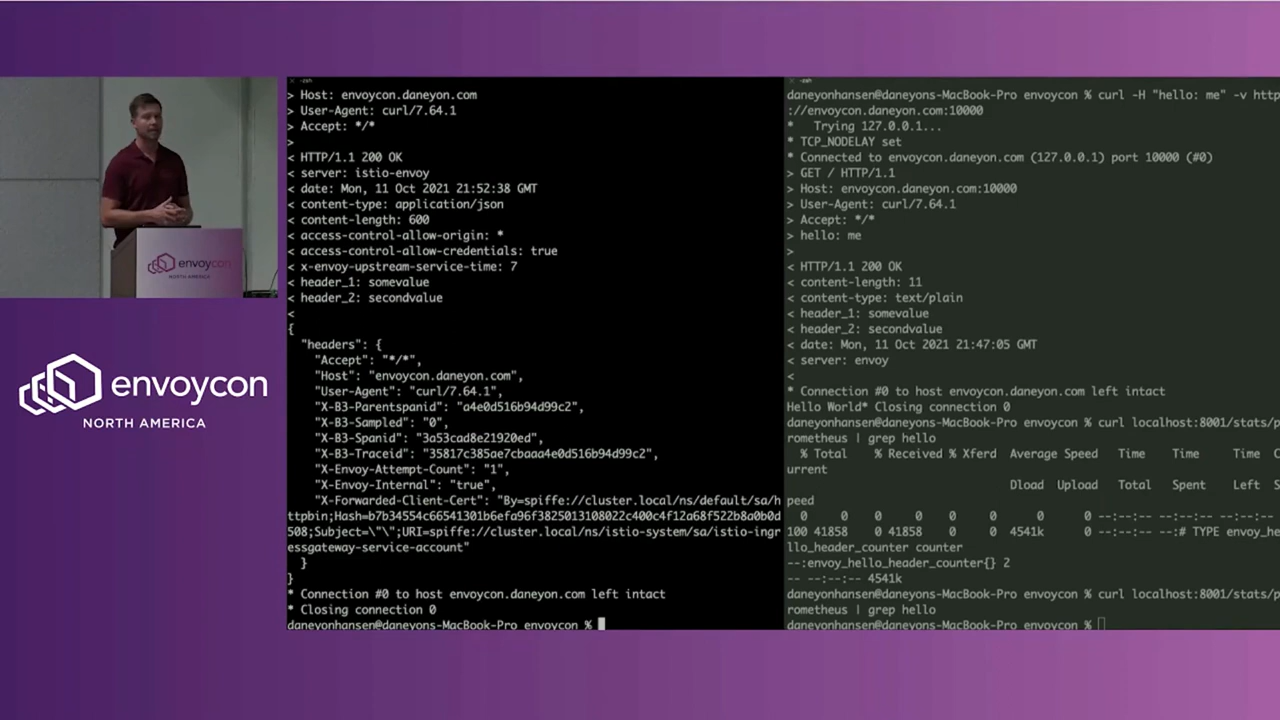 envoycon
NORTH AMERICA
envoycon
NORTH AMERICA
-zsh
> Host: envoycon.daneyon.com
> User-Agent: curl/7.64.1
> Accept: */*
>
< HTTP/1.1 200 OK
< server: istio-envoy
< date: Mon, 11 Oct 2021 21:52:38 GMT
< content-type: application/json
< content-length: 600
< access-control-allow-origin: *
< access-control-allow-credentials: true
< x-envoy-upstream-service-time: 7
< header_1: somevalue
< header_2: secondvalue
<
{
"headers": {
"Accept": "*/*",
"Host": "envoycon.daneyon.com",
"User-Agent": "curl/7.64.1",
"X-B3-Parentspanid": "a4e0d516b94d99c2",
"X-B3-Sampled": "0",
"X-B3-Spanid": "3a53cad8e21920ed",
"X-B3-Traceid": "35817c385ae7cbaaa4e0d516b94d99c2",
"X-Envoy-Attempt-Count": "1",
"X-Envoy-Internal": "true",
"X-Forwarded-Client-Cert": "By=spiffe://cluster.local/ns/default/sa/h
ttpbin;Hash=b7b34554c66541301b6efa96f3825013108022c400c4f12a68f522b8a0b0d
508;Subject=\"\";URI=spiffe://cluster.local/ns/istio-system/sa/istio-ingr
essgateway-service-account"
}
}
* Connection #0 to host envoycon.daneyon.com left intact
* Closing connection 0
daneyonhansen@daneyons-MacBook-Pro envoycon %
-zsh
daneyonhansen@daneyons-MacBook-Pro envoycon % curl -H "hello: me" -v http
://envoycon.daneyon.com:10000
* Trying 127.0.0.1...
* TCP_NODELAY set
* Connected to envoycon.daneyon.com (127.0.0.1) port 10000 (#0)
> GET / HTTP/1.1
> Host: envoycon.daneyon.com:10000
> User-Agent: curl/7.64.1
> Accept: */*
> hello: me
>
< HTTP/1.1 200 OK
< content-length: 11
< content-type: text/plain
< header_1: somevalue
< header_2: secondvalue
< date: Mon, 11 Oct 2021 21:47:05 GMT
< server: envoy
<
* Connection #0 to host envoycon.daneyon.com left intact
Hello World* Closing connection 0
daneyonhansen@daneyons-MacBook-Pro envoycon % curl localhost:8001/stats/p
rometheus | grep hello
% Total % Received % Xferd Average Speed Time Time Time C
urrent
Dload Upload Total Spent Left S
peed
0 0 0 0 0 0 0 0 --:--:-- --:--:-- --:--:--
100 41858 0 41858 0 0 4541k 0 --:--:-- --:--:-- --:# TYPE envoy_he
llo_header_counter counter
--:envoy_hello_header_counter{} 2
-- --:--:-- 4541k
daneyonhansen@daneyons-MacBook-Pro envoycon % curl localhost:8001/stats/p
rometheus | grep hello
daneyonhansen@daneyons-MacBook-Pro envoycon %